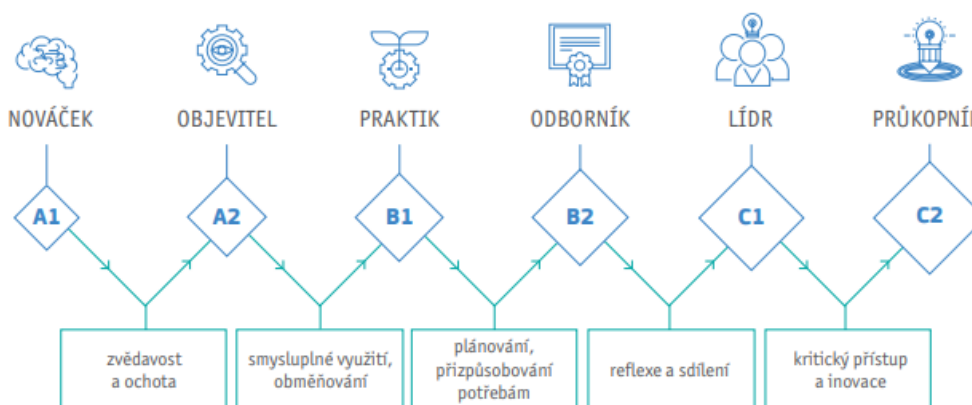 NOVÁČEK
OBJEVITEL
PRAKTIK
ODBORNÍK
LÍDR
PRŮKOPNÍ
A1
A2
B1
B2
C1
C2
zvědavost
a ochota
smysluplné využití,
obměňování
plánování,
přizpůsobování
potřebám
reflexe a sdílení
kritický přístup
a inovace